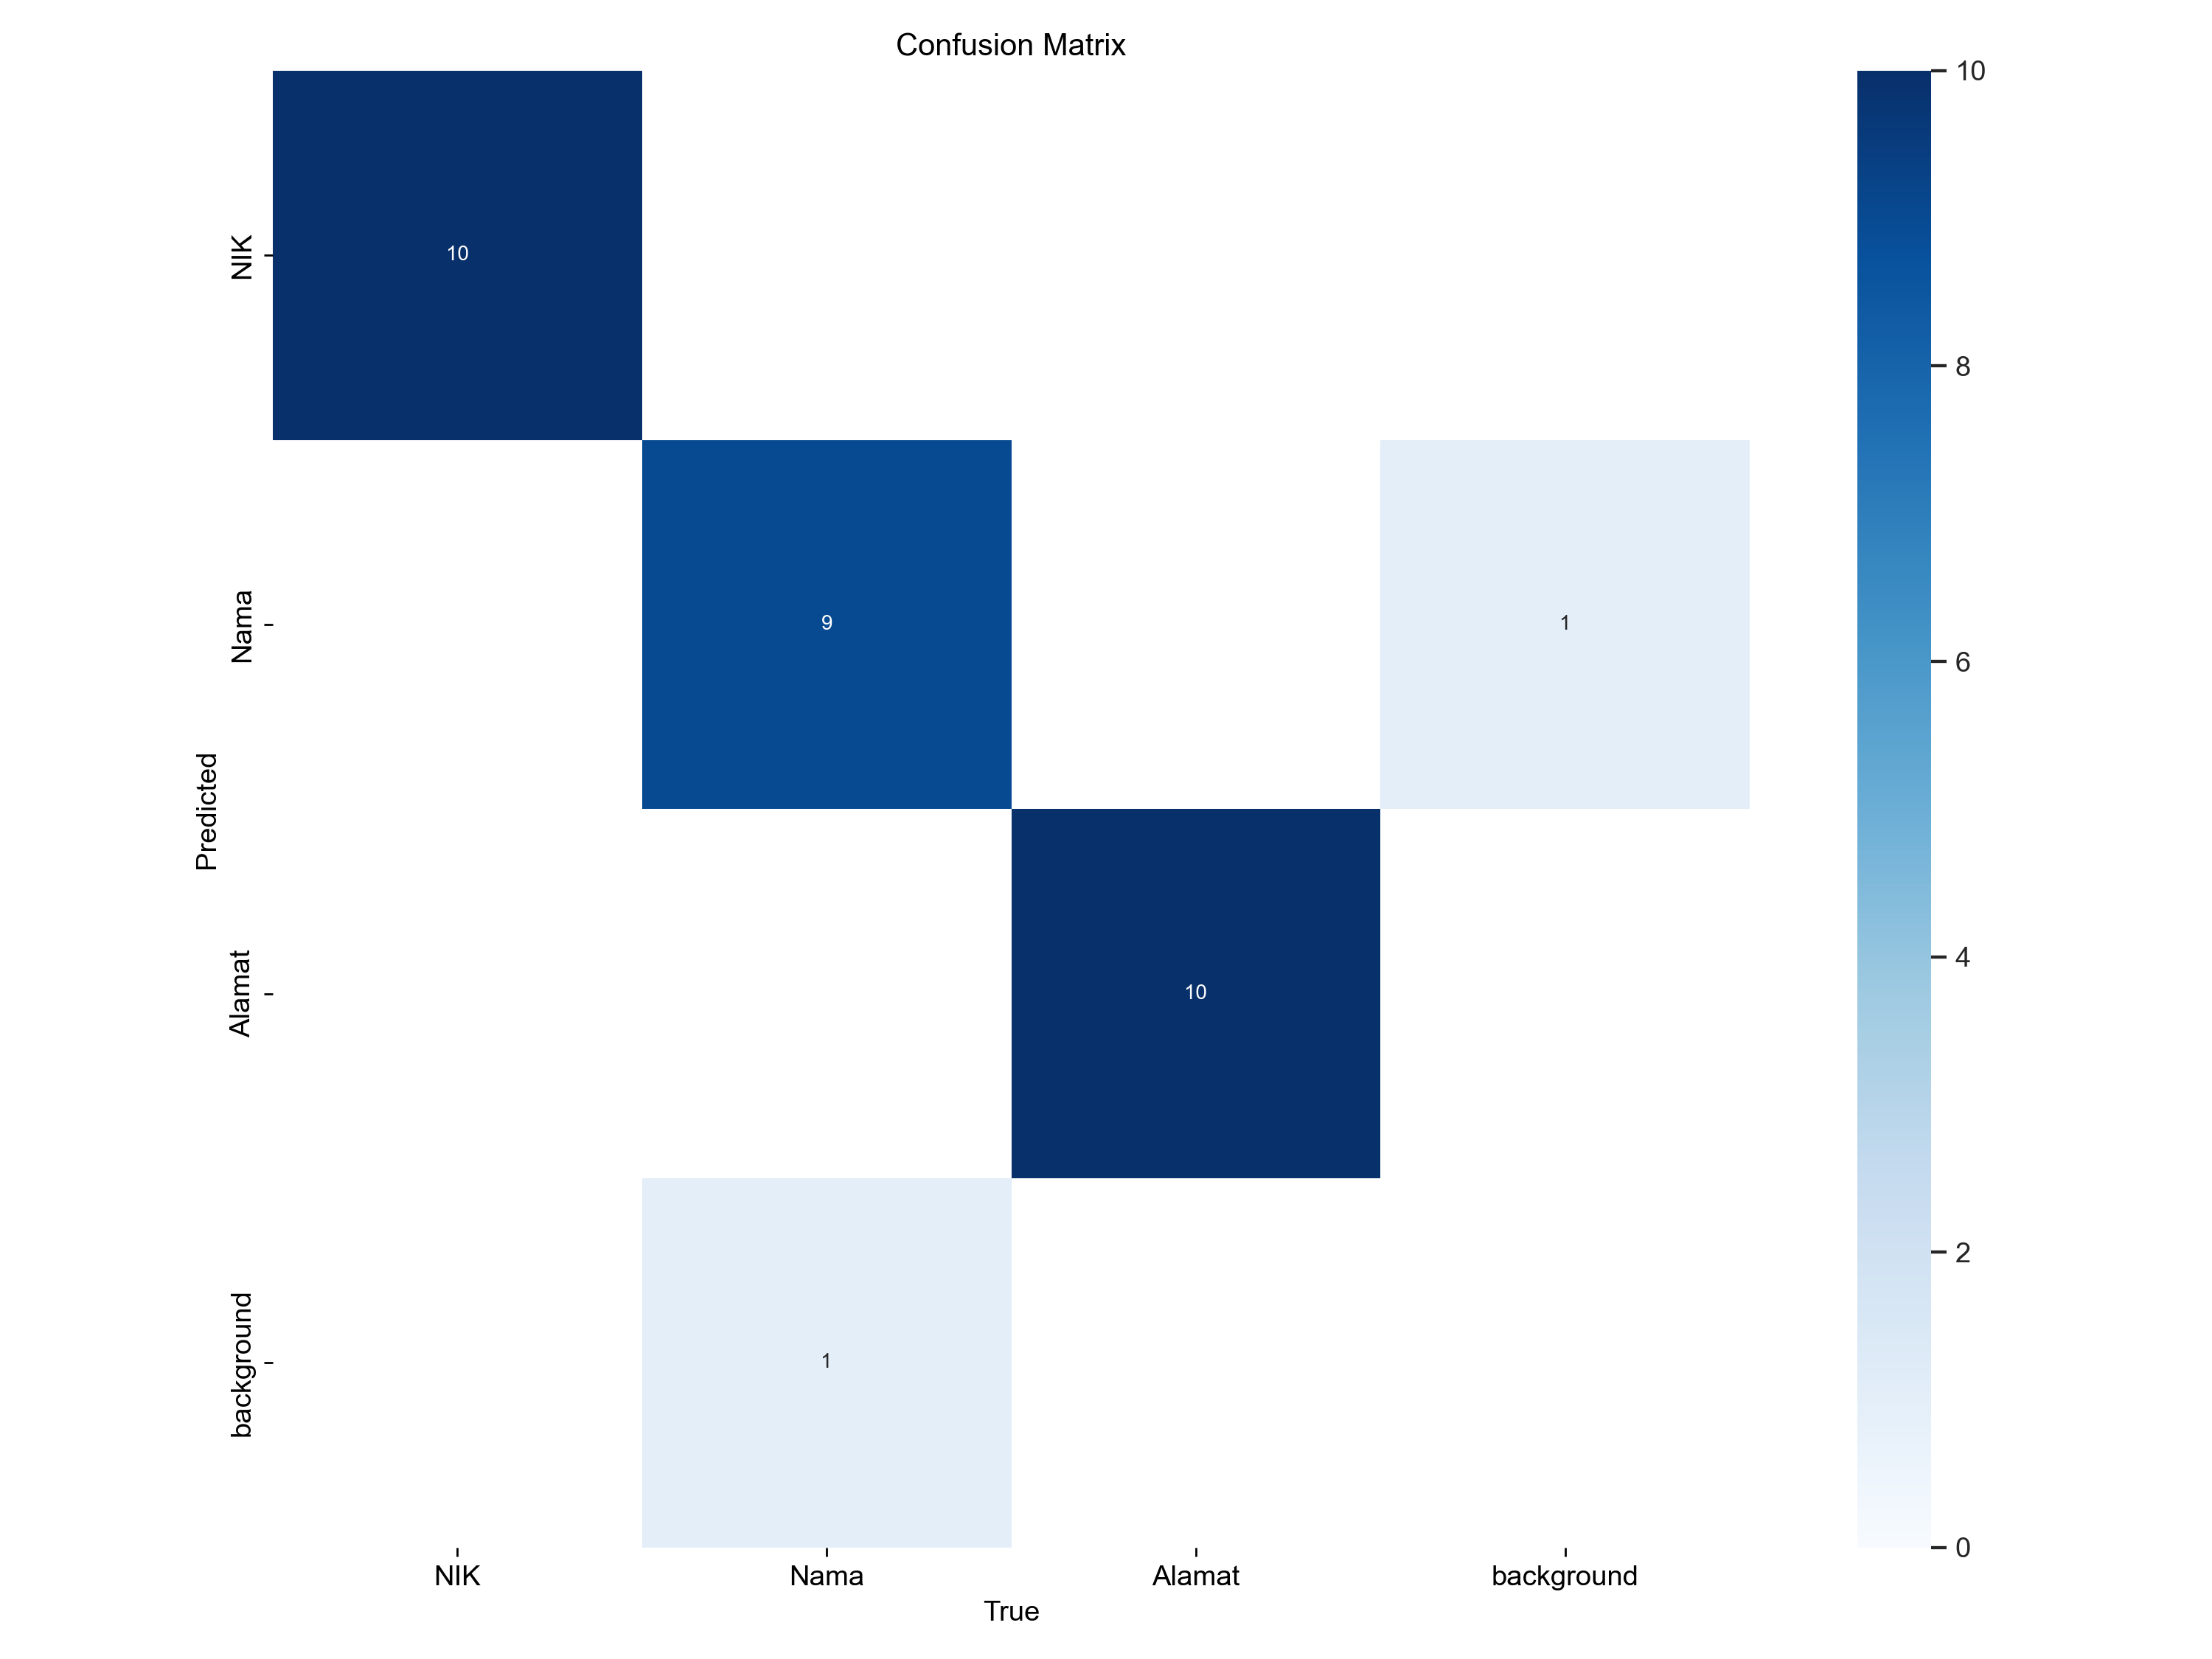 Confusion Matrix
NIK
10
Nama
9
1
Alamat
10
background
1
Predicted
NIK
Nama
Alamat
background
True
10
8
6
4
2
0